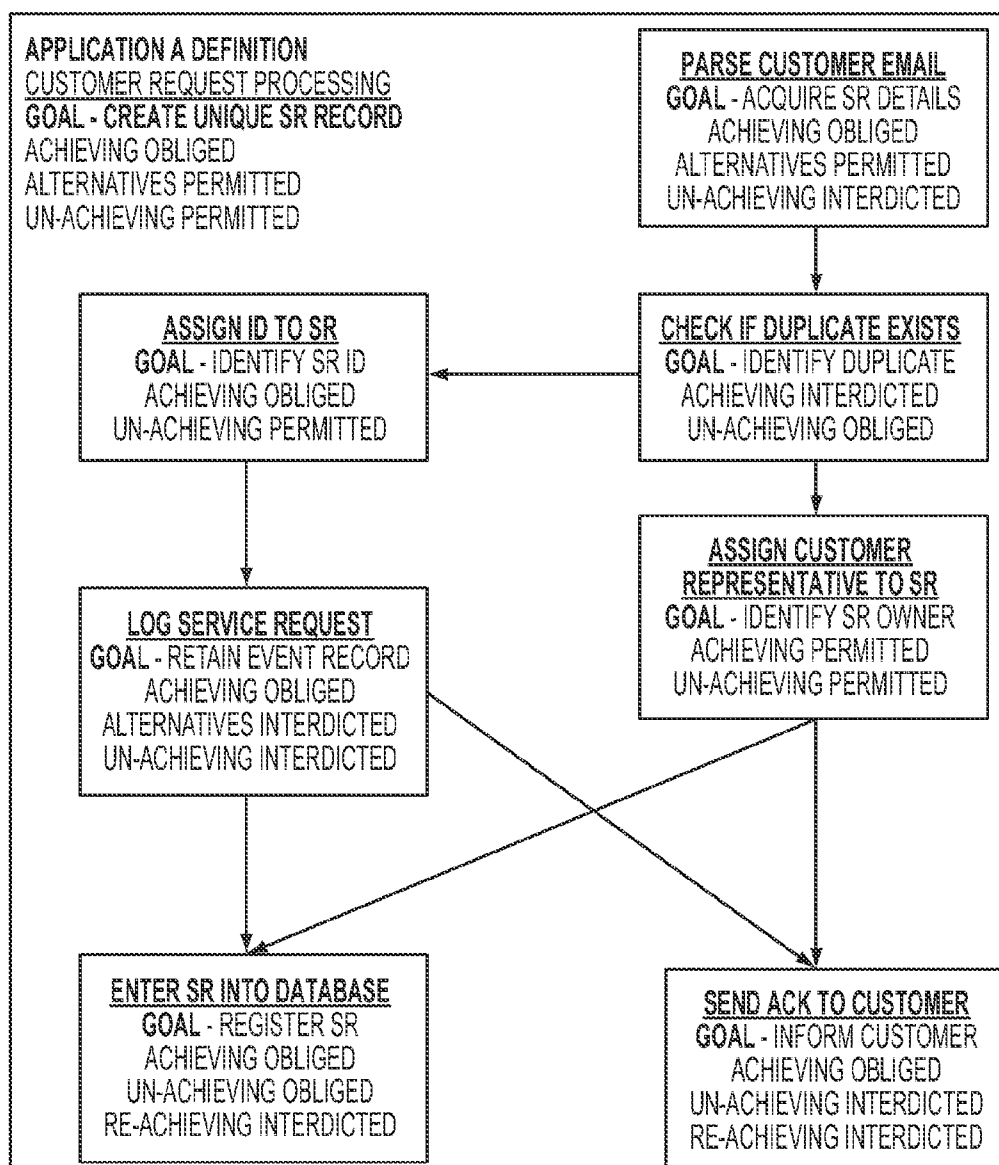 APPLICATION A DEFINITION
CUSTOMER REQUEST PROCESSING
GOAL - CREATE UNIQUE SR RECORD
ACHIEVING OBLIGED
ALTERNATIVES PERMITTED
UN-ACHIEVING PERMITTED
PARSE CUSTOMER EMAIL
GOAL - ACQUIRE SR DETAILS
ACHIEVING OBLIGED
ALTERNATIVES PERMITTED
UN-ACHIEVING INTERDICTED
ASSIGN ID TO SR
GOAL - IDENTIFY SR ID
ACHIEVING OBLIGED
UN-ACHIEVING PERMITTED
CHECK IF DUPLICATE EXISTS
GOAL - IDENTIFY DUPLICATE
ACHIEVING INTERDICTED
UN-ACHIEVING OBLIGED
LOG SERVICE REQUEST
GOAL - RETAIN EVENT RECORD
ACHIEVING OBLIGED
ALTERNATIVES INTERDICTED
UN-ACHIEVING INTERDICTED
ASSIGN CUSTOMER
REPRESENTATIVE TO SR
GOAL - IDENTIFY SR OWNER
ACHIEVING PERMITTED
UN-ACHIEVING PERMITTED
ENTER SR INTO DATABASE
GOAL - REGISTER SR
ACHIEVING OBLIGED
UN-ACHIEVING OBLIGED
RE-ACHIEVING INTERDICTED
SEND ACK TO CUSTOMER
GOAL - INFORM CUSTOMER
ACHIEVING OBLIGED
UN-ACHIEVING INTERDICTED
RE-ACHIEVING INTERDICTED